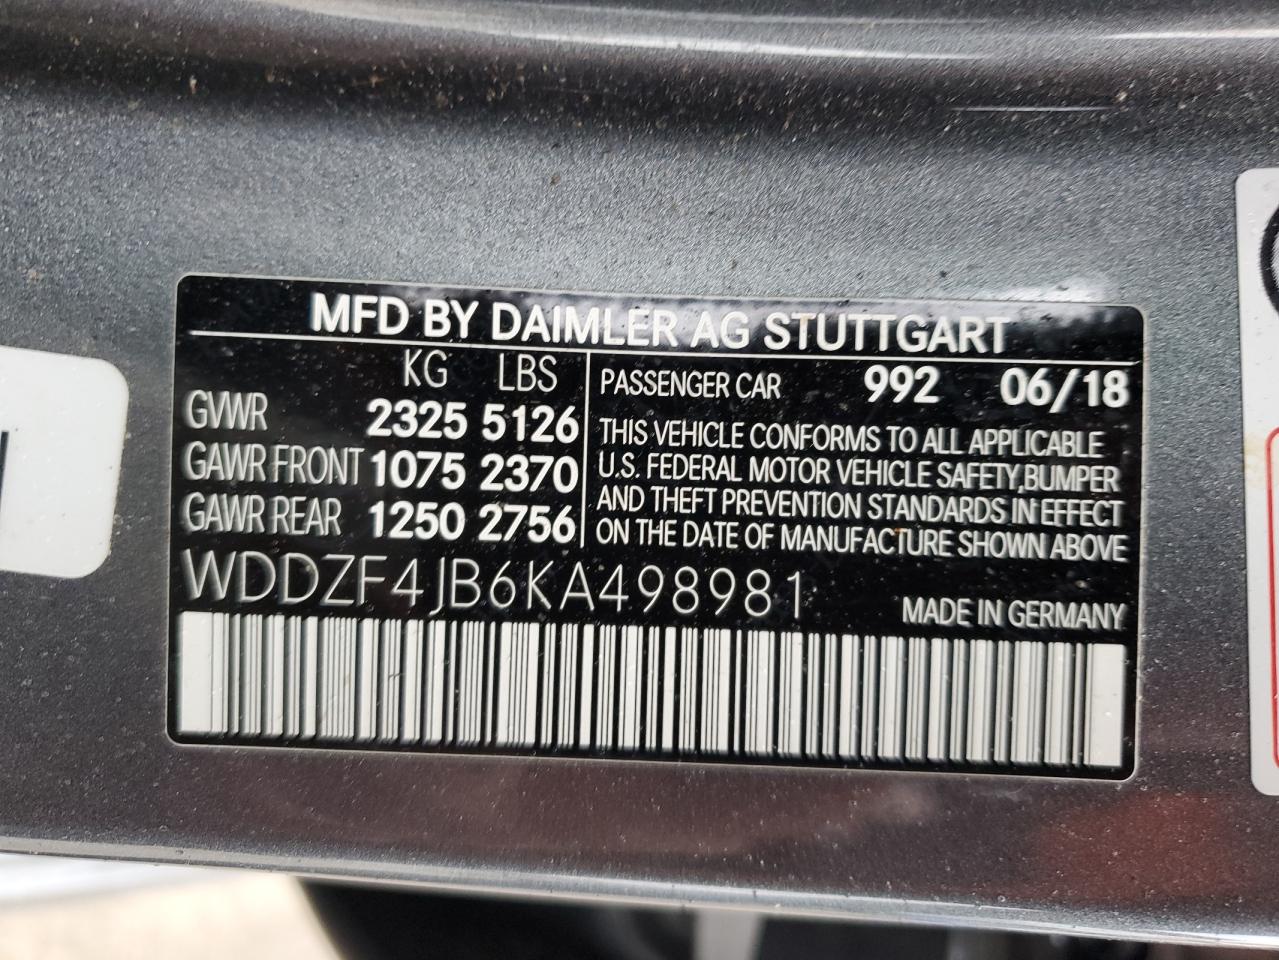 MFD BY DAIMLER AG STUTTGART
KG LBS
GVWR 2325 5126
GAWR FRONT 1075 2370
GAWR REAR 1250 2756
PASSENGER CAR 992 06/18
THIS VEHICLE CONFORMS TO ALL APPLICABLE
U.S. FEDERAL MOTOR VEHICLE SAFETY,BUMPER
AND THEFT PREVENTION STANDARDS IN EFFECT
ON THE DATE OF MANUFACTURE SHOWN ABOVE
WDDZF4JB6KA498981
MADE IN GERMANY